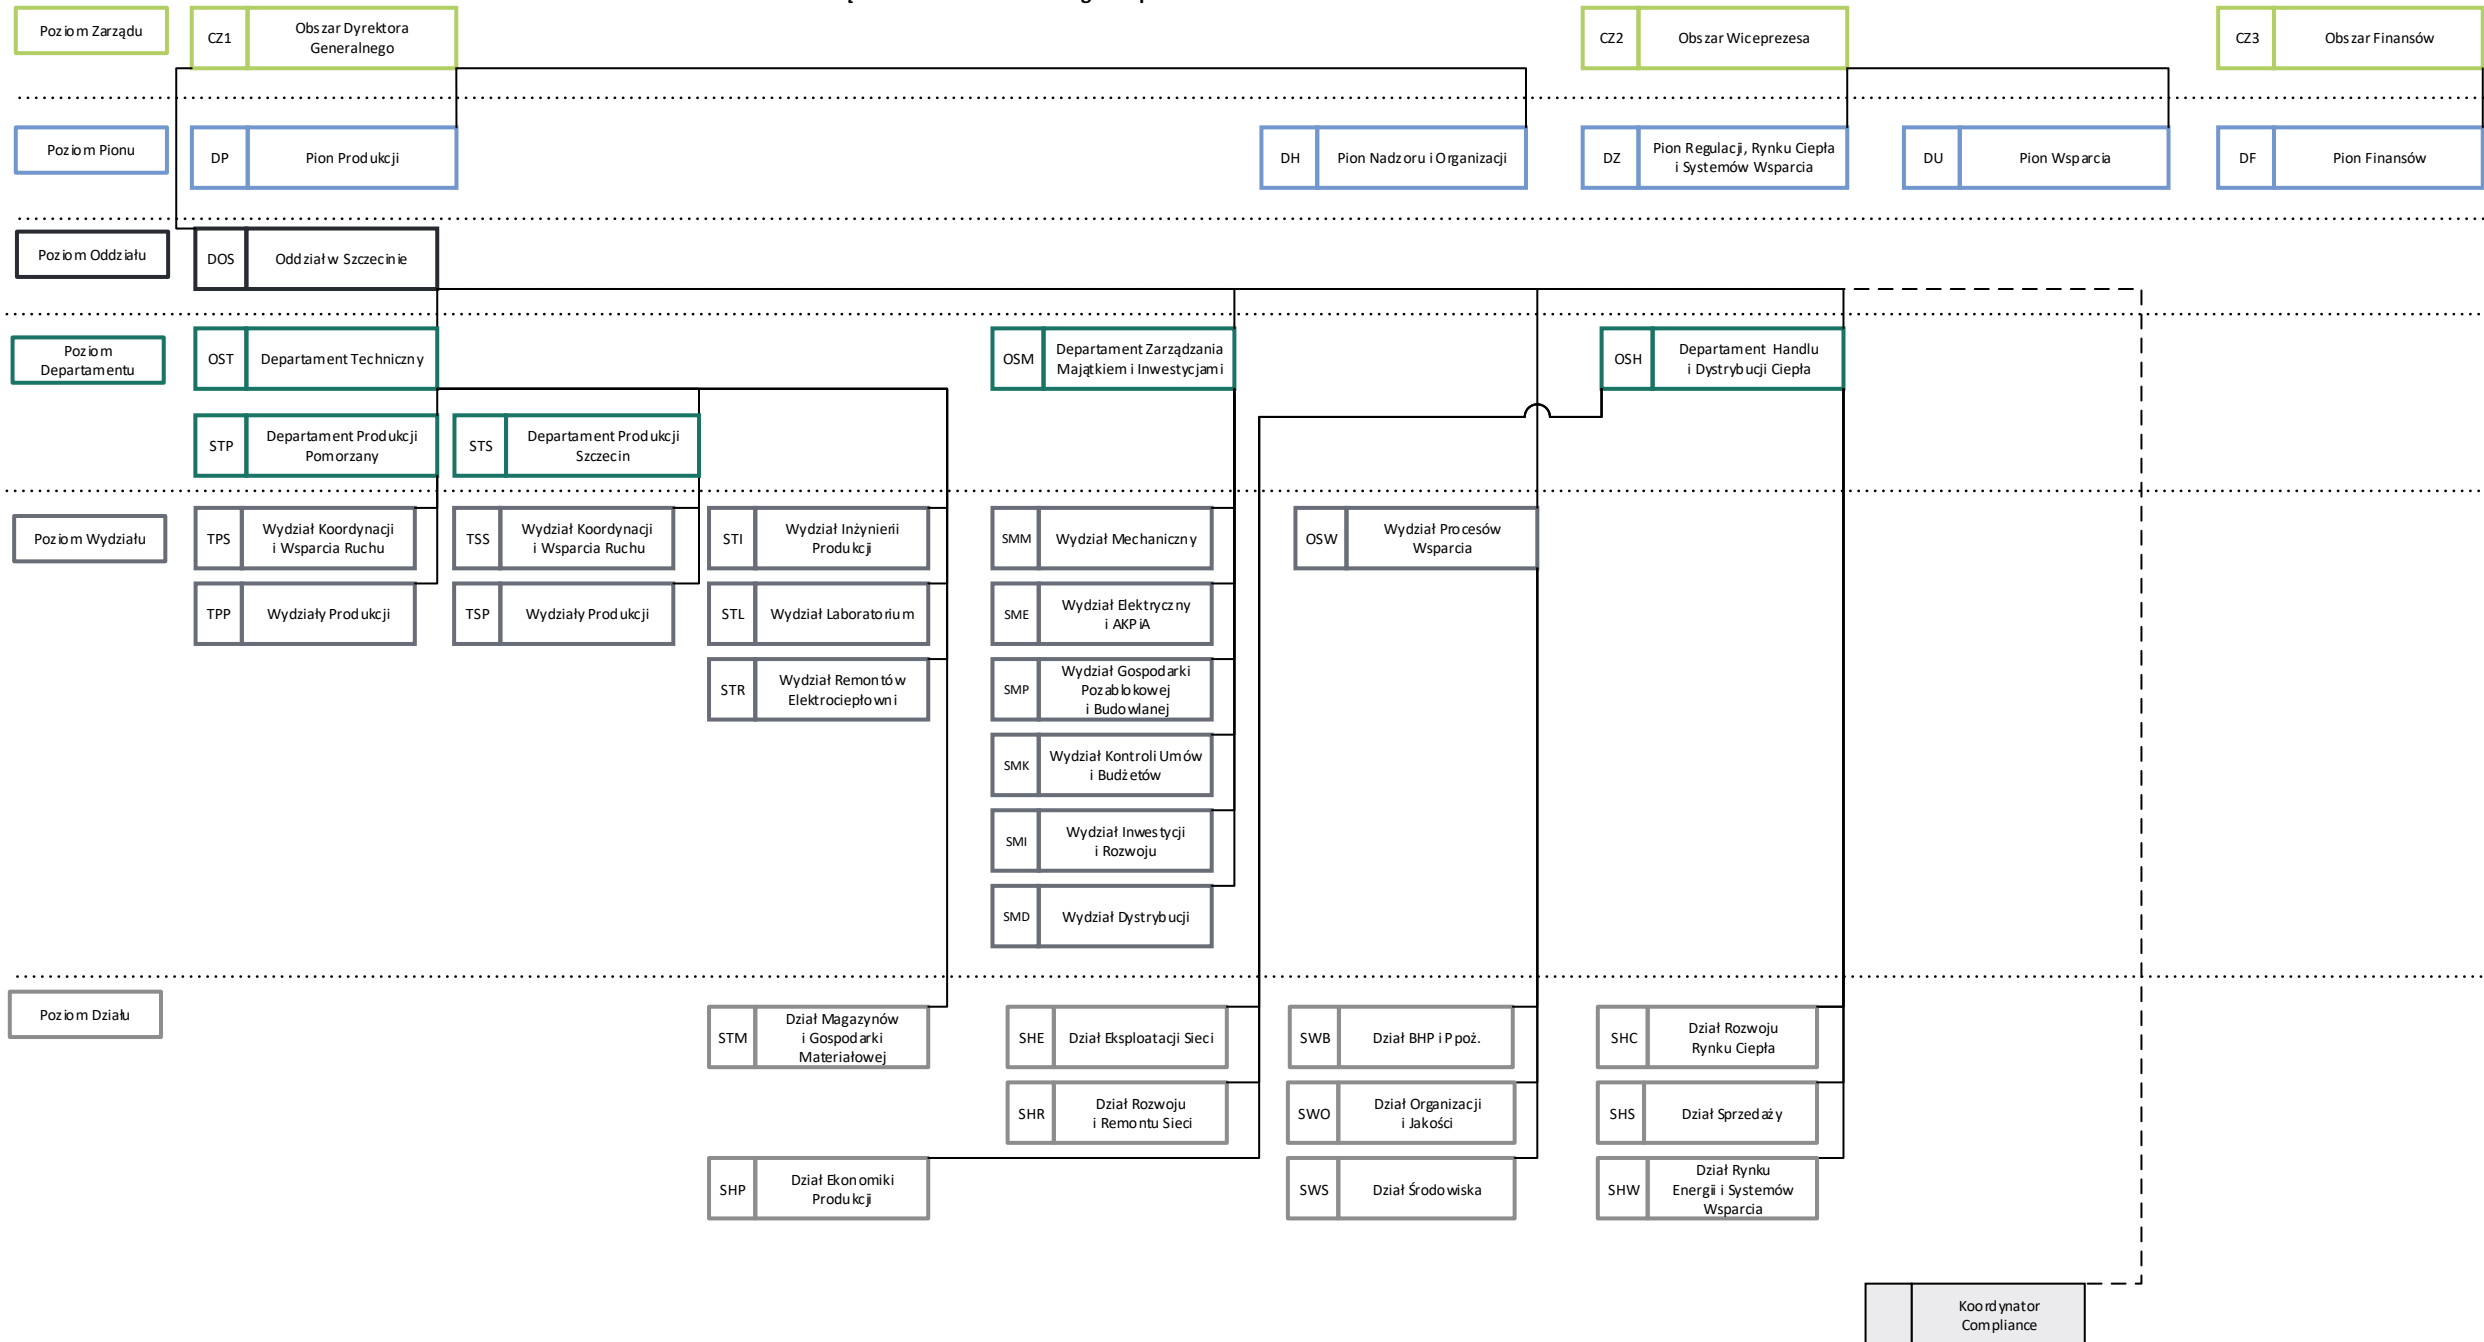 Poziom Zarządu
CZ1
Obszar Dyrektora
Generalnego
CZ2
Obszar Wiceprezesa
CZ3
Obszar Finansów
Poziom Pionu
DP
Pion Produkcji
DH
Pion Nadzoru i Organizacji
DZ
Pion Regulacji, Rynku Ciepła
i Systemów Wsparcia
DU
Pion Wsparcia
DF
Pion Finansów
Poziom Oddziału
DOS
Oddział w Szczecinie
Poziom
Departamentu
OST
Departament Techniczny
OSM
Departament Zarządzania
Majątkiem i Inwestycjami
OSH
Departament Handlu
i Dystrybucji Ciepła
STP
Departament Produkcji
Pomorzany
STS
Departament Produkcji
Szczecin
Poziom Wydziału
TPS
Wydział Koordynacji
i Wsparcia Ruchu
TSS
Wydział Koordynacji
i Wsparcia Ruchu
STI
Wydział Inżynierii
Produkcji
SMM
Wydział Mechaniczny
OSW
Wydział Procesów
Wsparcia
TPP
Wydziały Produkcji
TSP
Wydziały Produkcji
STL
Wydział Laboratorium
SME
Wydział Elektryczny
i AKPiA
STR
Wydział Remontów
Elektrociepłowni
SMP
Wydział Gospodarki
Pozablokowej
i Budowlanej
SMK
Wydział Kontroli Umów
i Budżetów
SMI
Wydział Inwestycji
i Rozwoju
SMD
Wydział Dystrybucji
Poziom Działu
STM
Dział Magazynów
i Gospodarki
Materiałowej
SHE
Dział Eksploatacji Sieci
SWB
Dział BHP i Ppoż.
SHC
Dział Rozwoju
Rynku Ciepła
SHR
Dział Rozwoju
i Remontu Sieci
SWO
Dział Organizacji
i Jakości
SHS
Dział Sprzedaży
SHP
Dział Ekonomiki
Produkcji
SWS
Dział Środowiska
SHW
Dział Rynku
Energii i Systemów
Wsparcia
Koordynator
Compliance